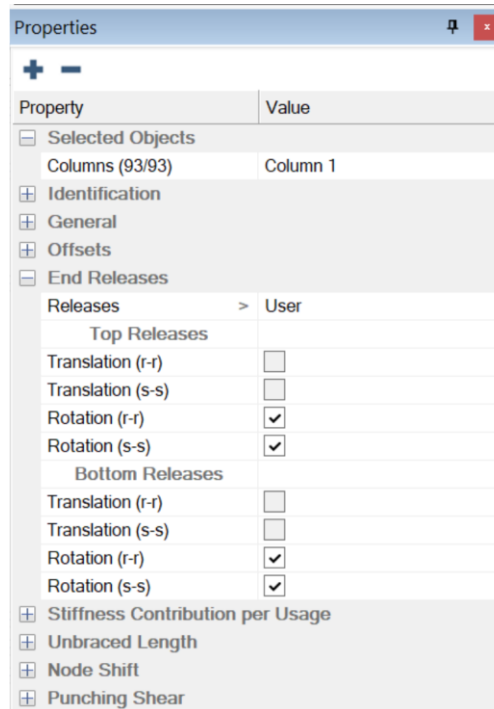 Properties
x
Property Value
Selected Objects
Columns (93/93) Column 1
Identification
General
Offsets
End Releases
Releases > User
Top Releases
Translation (r-r)
Translation (s-s)
Rotation (r-r)
Rotation (s-s)
Bottom Releases
Translation (r-r)
Translation (s-s)
Rotation (r-r)
Rotation (s-s)
Stiffness Contribution per Usage
Unbraced Length
Node Shift
Punching Shear